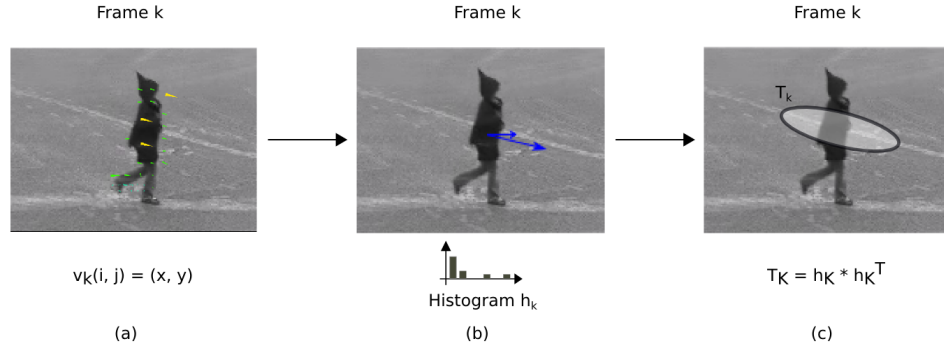 Frame k
Frame k
Frame k
T_k
v_k(i, j) = (x, y)
Histogram h_k
T_K = h_K * h_K^T
(a)
(b)
(c)